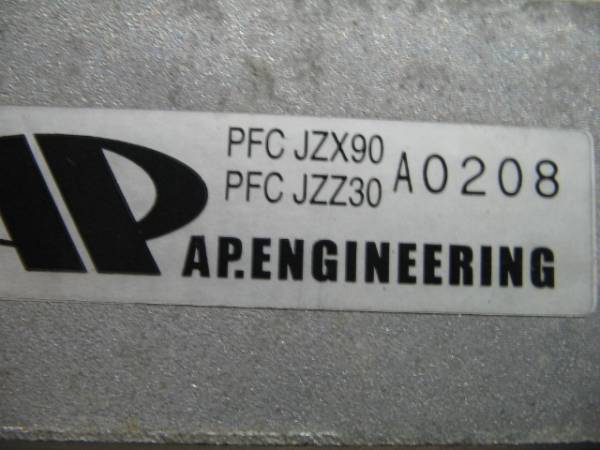 AP
PFC JZX90
PFC JZZ30
A0208
AP.ENGINEERING